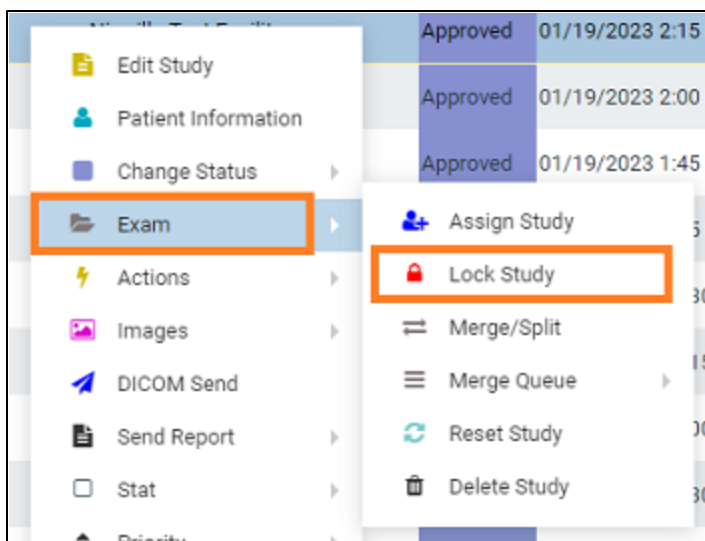 Approved 01/19/2023 2:15
Edit Study
Approved 01/19/2023 2:00
Patient Information
Change Status
Approved 01/19/2023 1:45
Exam
Assign Study
Actions
Lock Study
Images
Merge/Split
DICOM Send
Merge Queue
Send Report
Reset Study
Stat
Delete Study
Priority